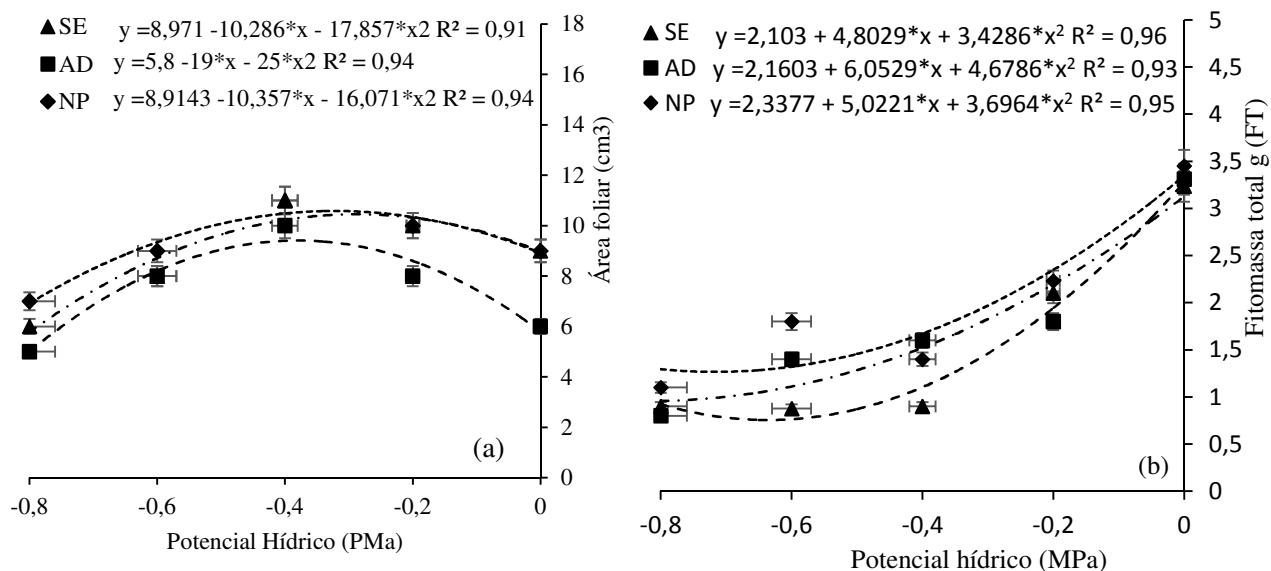 SE y =8,971 -10,286*x - 17,857*x2 R² = 0,91
AD y =5,8 -19*x - 25*x2 R² = 0,94
NP y =8,9143 -10,357*x - 16,071*x2 R² = 0,94
18
16
14
12
10
8
6
4
2
0
Área foliar (cm3)
(a)
-0,8 -0,6 -0,4 -0,2 0
Potencial Hídrico (PMa)
SE y =2,103 + 4,8029*x + 3,4286*x² R² = 0,96
AD y =2,1603 + 6,0529*x + 4,6786*x² R² = 0,93
NP y =2,3377 + 5,0221*x + 3,6964*x² R² = 0,95
5
4,5
4
3,5
3
2,5
2
1,5
1
0,5
0
Fitomassa total g (FT)
(b)
-0,8 -0,6 -0,4 -0,2 0
Potencial hídrico (MPa)